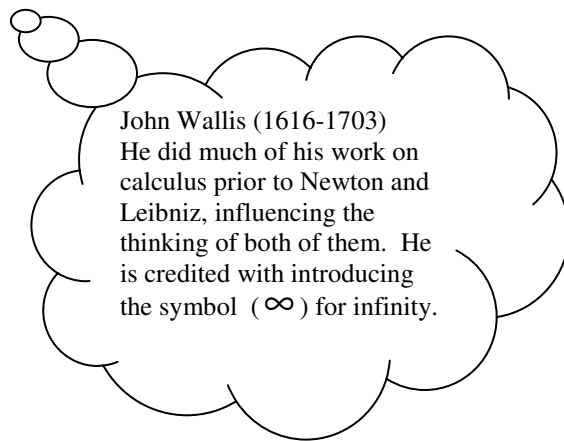 John Wallis (1616-1703)
He did much of his work on
calculus prior to Newton and
Leibniz, influencing the
thinking of both of them.  He
is credited with introducing
the symbol  (∞) for infinity.